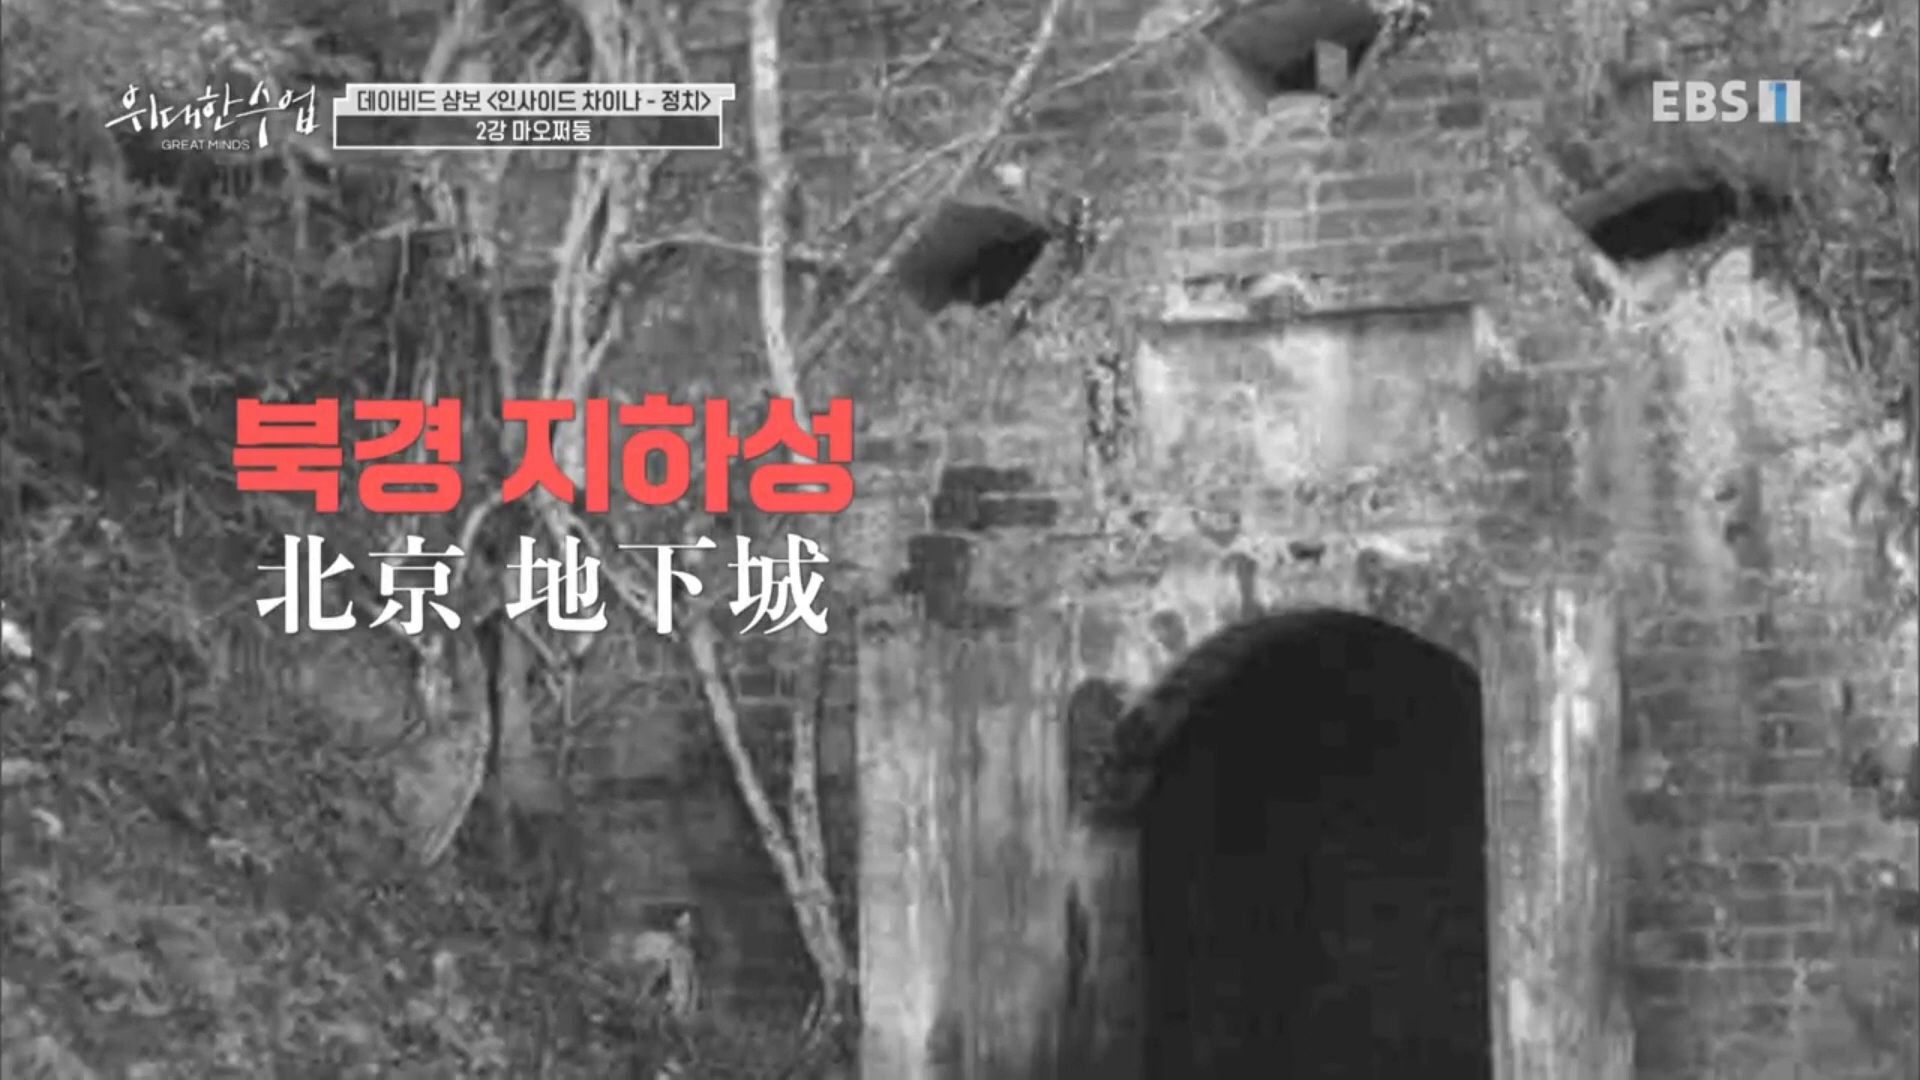 위대한 수업
GREAT MINDS
데이비드 샴보 <인사이드 차이나 - 정치>
2강 마오쩌둥
EBS 1
북경 지하성
北京 地下城